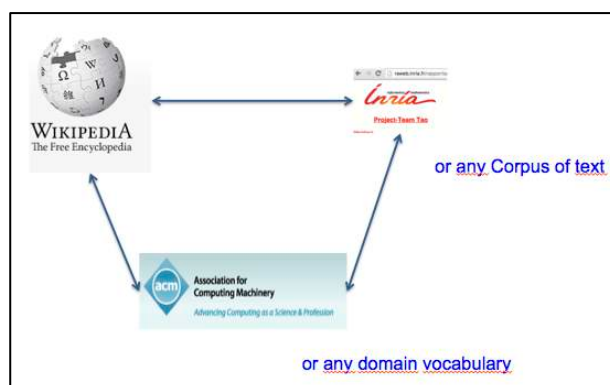 WIKIPEDIA
The Free Encyclopedia
Inria
Project-Team Tao
or any Corpus of text
acm
Association for
Computing Machinery
Advancing Computing as a Science & Profession
or any domain vocabulary